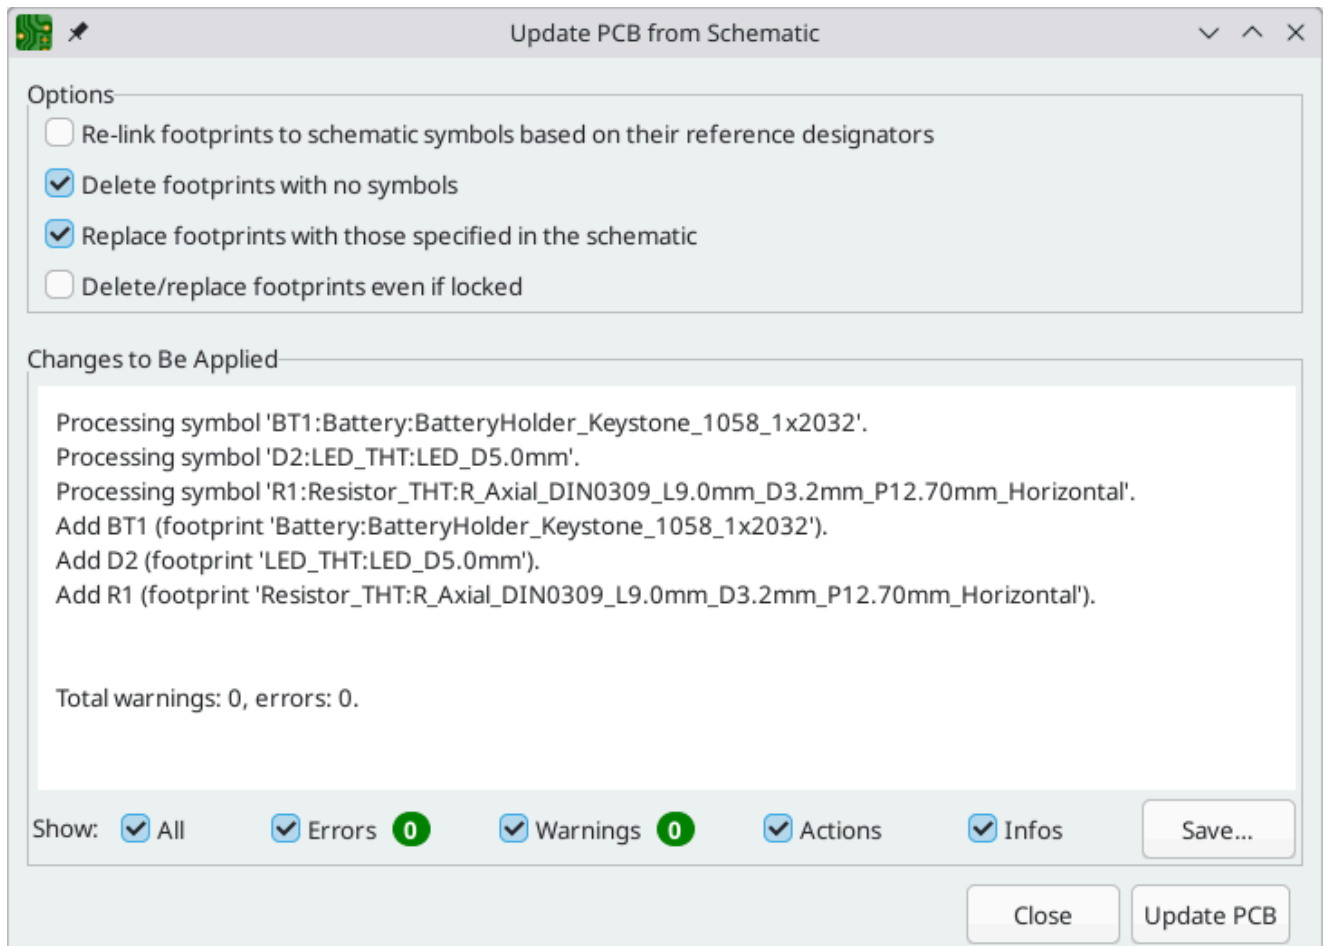 Update PCB from Schematic
Options
Re-link footprints to schematic symbols based on their reference designators
Delete footprints with no symbols
Replace footprints with those specified in the schematic
Delete/replace footprints even if locked
Changes to Be Applied
Processing symbol 'BT1:Battery:BatteryHolder_Keystone_1058_1x2032'.
Processing symbol 'D2:LED_THT:LED_D5.0mm'.
Processing symbol 'R1:Resistor_THT:R_Axial_DIN0309_L9.0mm_D3.2mm_P12.70mm_Horizontal'.
Add BT1 (footprint 'Battery:BatteryHolder_Keystone_1058_1x2032').
Add D2 (footprint 'LED_THT:LED_D5.0mm').
Add R1 (footprint 'Resistor_THT:R_Axial_DIN0309_L9.0mm_D3.2mm_P12.70mm_Horizontal').
Total warnings: 0, errors: 0.
Show: All Errors 0 Warnings 0 Actions Infos Save...
Close Update PCB